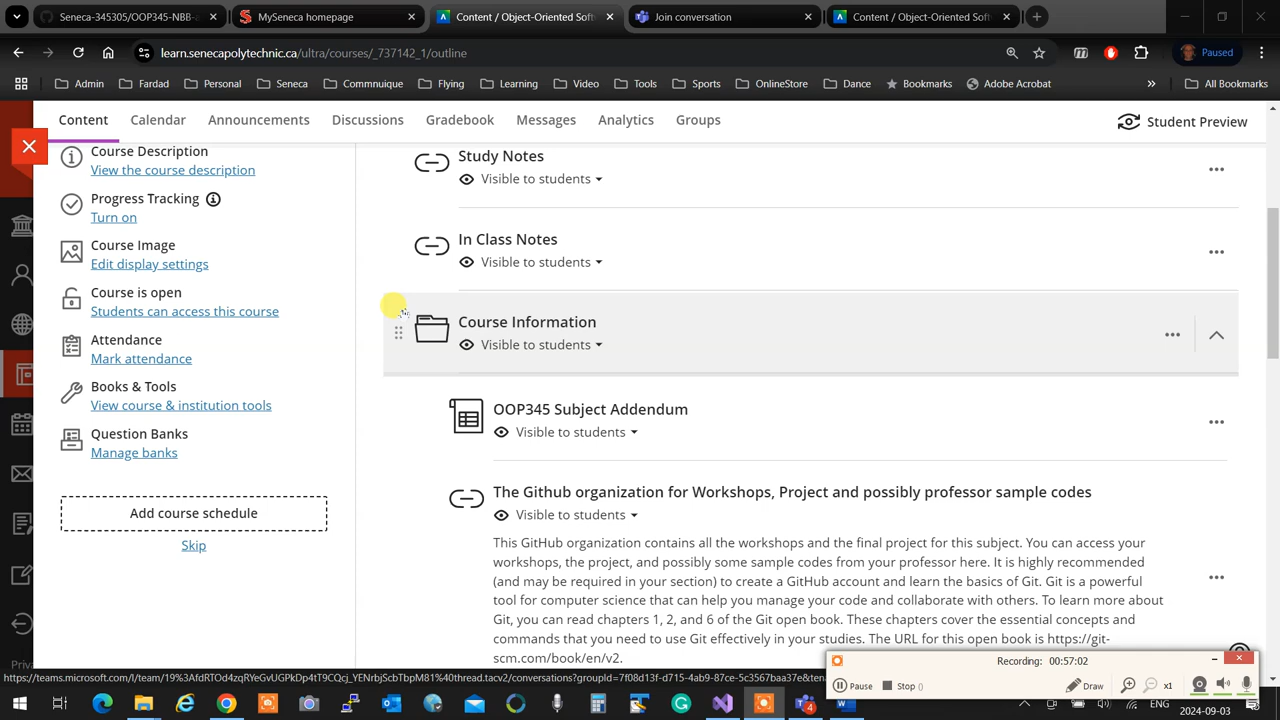 Seneca-345305/OOP345-NBB-
MySeneca homepage
Content / Object-Oriented Softw
Join conversation
Content / Object-Oriented Softw
learn.senecapolytechnic.ca/ultra/courses/_737142_1/outline
Paused
Admin
Fardad
Personal
Seneca
Commnuique
Flying
Learning
Video
Tools
Sports
OnlineStore
Dance
Bookmarks
Adobe Acrobat
All Bookmarks
Content
Calendar
Announcements
Discussions
Gradebook
Messages
Analytics
Groups
Student Preview
Course Description
View the course description
Progress Tracking
Turn on
Course Image
Edit display settings
Course is open
Students can access this course
Attendance
Mark attendance
Books & Tools
View course & institution tools
Question Banks
Manage banks
Add course schedule
Skip
Study Notes
Visible to students
In Class Notes
Visible to students
Course Information
Visible to students
OOP345 Subject Addendum
Visible to students
The Github organization for Workshops, Project and possibly professor sample codes
Visible to students
This GitHub organization contains all the workshops and the final project for this subject. You can access your
workshops, the project, and possibly some sample codes from your professor here. It is highly recommended
(and may be required in your section) to create a GitHub account and learn the basics of Git. Git is a powerful
tool for computer science that can help you manage your code and collaborate with others. To learn more about
Git, you can read chapters 1, 2, and 6 of the Git open book. These chapters cover the essential concepts and
commands that you need to use Git effectively in your studies. The URL for this open book is https://git-
scm.com/book/en/v2.
Recording: 00:57:02
Pause
Stop
Draw
x1
ENG
2024-09-03